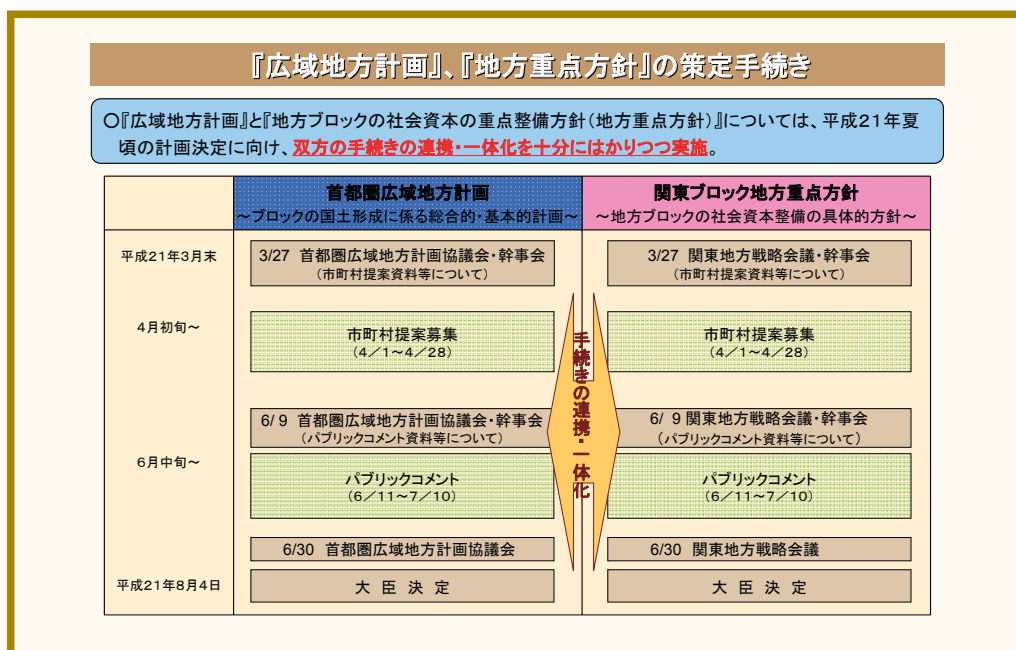 『広域地方計画』、『地方重点方針』の策定手続き
○『広域地方計画』と『地方ブロックの社会資本の重点整備方針(地方重点方針)』については、平成21年夏
頃の計画決定に向け、双方の手続きの連携・一体化を十分にはかりつつ実施。
首都圏広域地方計画
～ブロックの国土形成に係る総合的・基本的計画～
関東ブロック地方重点方針
～地方ブロックの社会資本整備の具体的方針～
平成21年3月末
3/27 首都圏広域地方計画協議会・幹事会
(市町村提案資料等について)
3/27 関東地方戦略会議・幹事会
(市町村提案資料等について)
4月初旬～
市町村提案募集
(4/1～4/28)
市町村提案募集
(4/1～4/28)
手続きの連携・一体化
6/ 9 首都圏広域地方計画協議会・幹事会
(パブリックコメント資料等について)
6/ 9 関東地方戦略会議・幹事会
(パブリックコメント資料等について)
6月中旬～
パブリックコメント
(6/11～7/10)
パブリックコメント
(6/11～7/10)
6/30 首都圏広域地方計画協議会
6/30 関東地方戦略会議
平成21年8月4日
大 臣 決 定
大 臣 決 定